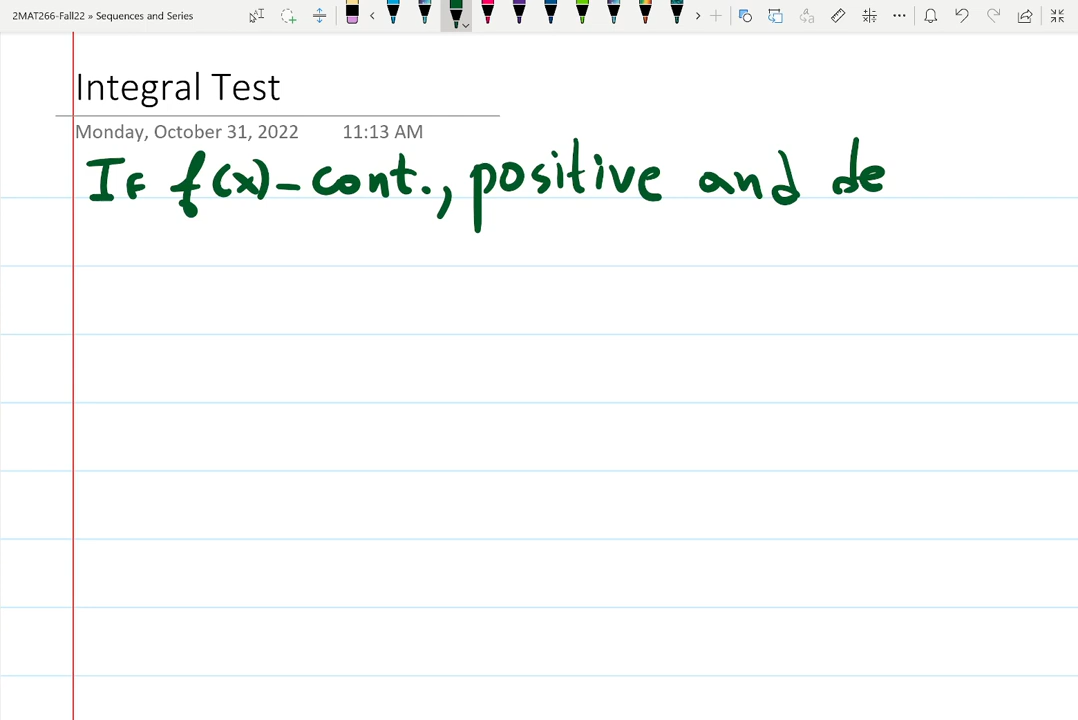 2MAT266-Fall22 » Sequences and Series
Integral Test
Monday, October 31, 2022 11:13 AM
If f(x) – cont., positive and de